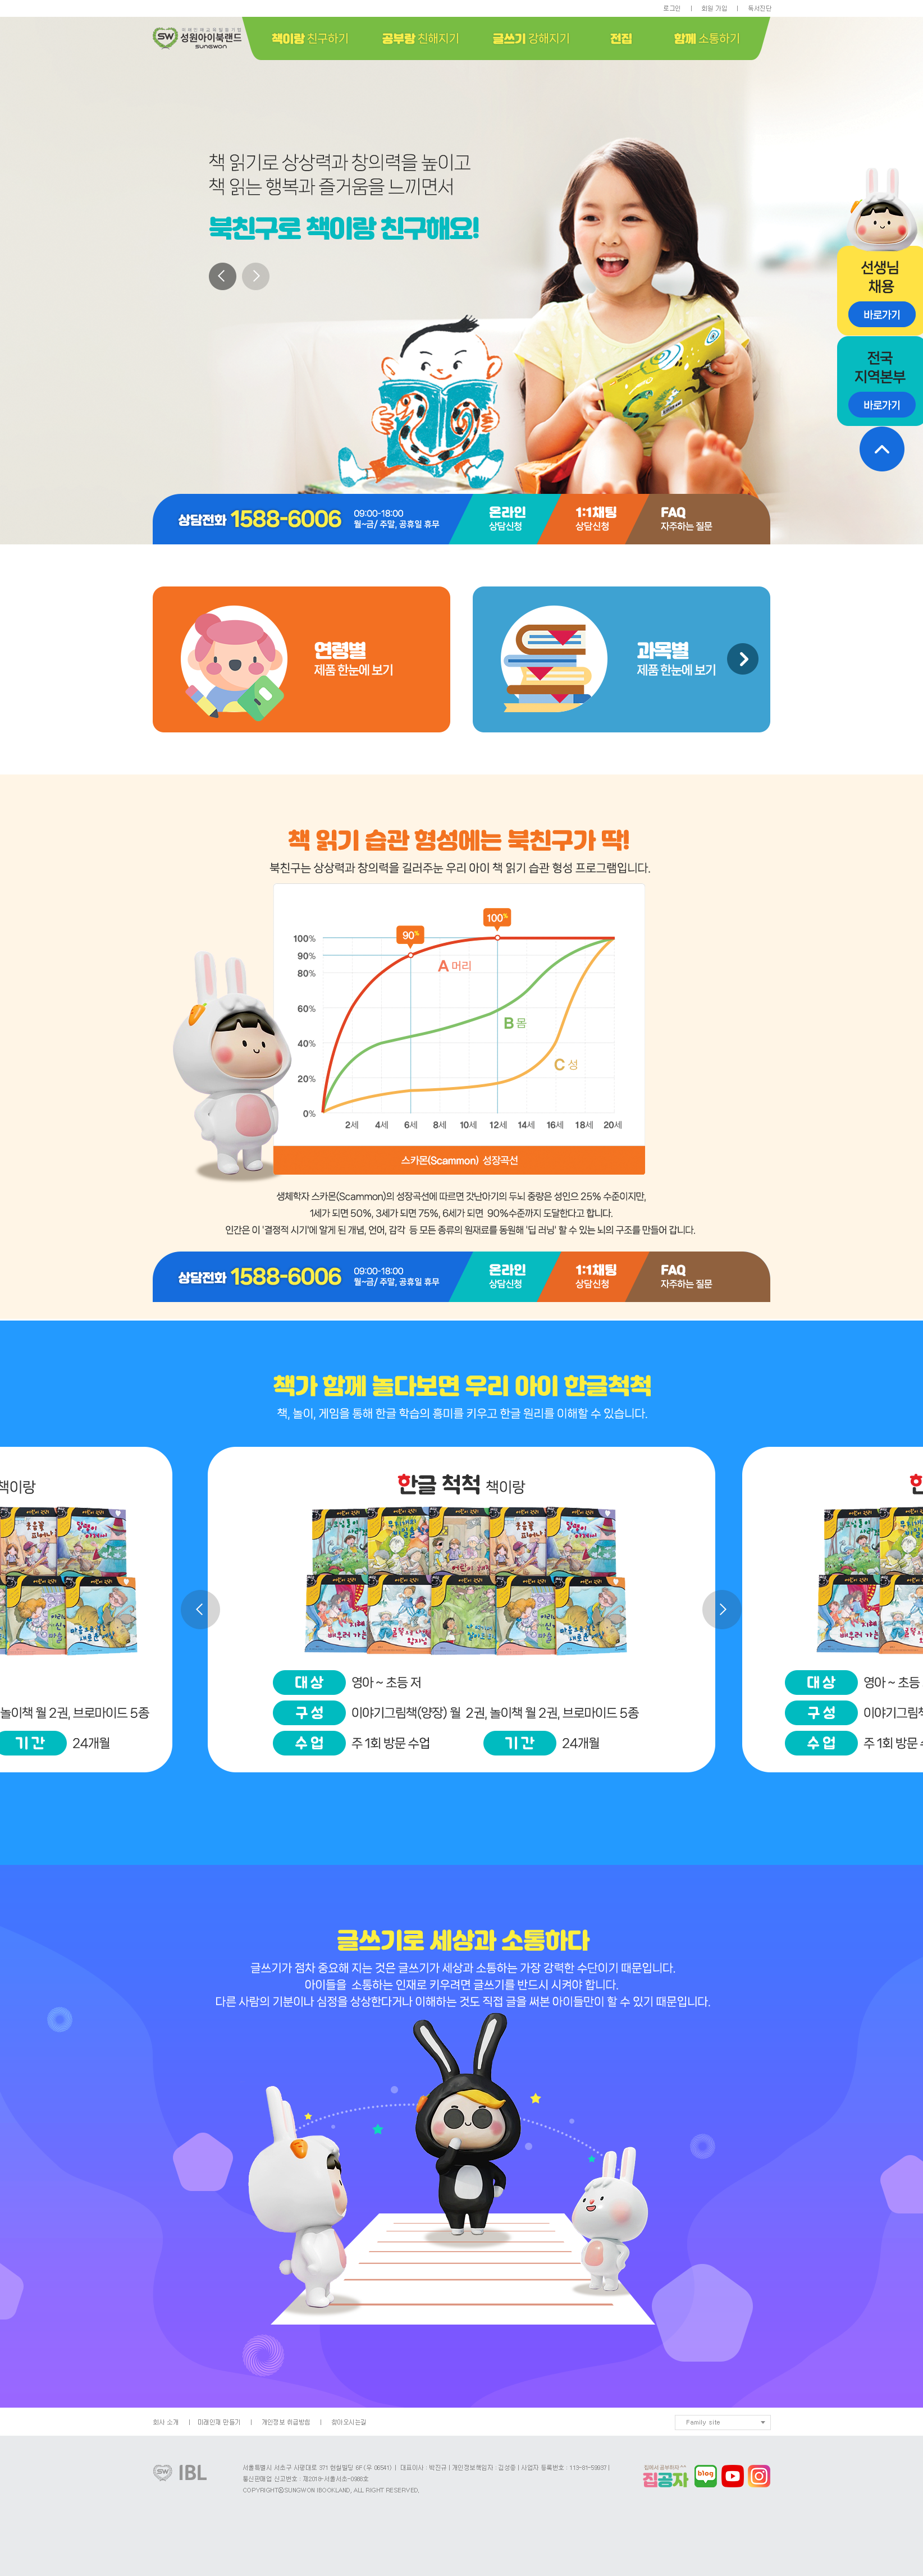 로그인 | 회원 가입 | 독서진단
SW 성원아이북랜드
SUNGWON
책이랑 친구하기
공부랑 친해지기
글쓰기 강해지기
전집
함께 소통하기
책 읽기로 상상력과 창의력을 높이고
책 읽는 행복과 즐거움을 느끼면서
북친구로 책이랑 친구해요!
선생님
채용
바로가기
전국
지역본부
바로가기
상담전화 1588-6006
09:00-18:00
월~금/ 주말, 공휴일 휴무
온라인
상담신청
1:1채팅
상담신청
FAQ
자주하는 질문
연령별
제품 한눈에 보기
과목별
제품 한눈에 보기
책 읽기 습관 형성에는 북친구가 딱!
북친구는 상상력과 창의력을 길러주는 우리 아이 책 읽기 습관 형성 프로그램입니다.
90%
100%
100%
90%
80%
60%
40%
20%
0%
A 머리
B 몸
C 성
2세 4세 6세 8세 10세 12세 14세 16세 18세 20세
스카몬(Scammon) 성장곡선
생체학자 스카몬(Scammon)의 성장곡선에 따르면 갓난아기의 두뇌 중량은 성인으 25% 수준이지만,
1세가 되면 50%, 3세가 되면 75%, 6세가 되면 90%수준까지 도달한다고 합니다.
인간은 이 '결정적 시기'에 알게 된 개념, 언어, 감각 등 모든 종류의 원재료를 동원해 '딥 러닝' 할 수 있는 뇌의 구조를 만들어 갑니다.
상담전화 1588-6006
09:00-18:00
월~금/ 주말, 공휴일 휴무
온라인
상담신청
1:1채팅
상담신청
FAQ
자주하는 질문
책가 함께 놀다보면 우리 아이 한글척척
책, 놀이, 게임을 통해 한글 학습의 흥미를 키우고 한글 원리를 이해할 수 있습니다.
책이랑
놀이책 월 2권, 브로마이드 5종
기간 24개월
한글 척척 책이랑
대상 영아 ~ 초등 저
구성 이야기그림책(양장) 월 2권, 놀이책 월 2권, 브로마이드 5종
수업 주 1회 방문 수업
기간 24개월
대상 영아 ~ 초등
구성 이야기그림책
수업 주 1회 방문 수
글쓰기로 세상과 소통하다
글쓰기가 점차 중요해 지는 것은 글쓰기가 세상과 소통하는 가장 강력한 수단이기 때문입니다.
아이들을 소통하는 인재로 키우려면 글쓰기를 반드시 시켜야 합니다.
다른 사람의 기분이나 심정을 상상한다거나 이해하는 것도 직접 글을 써본 아이들만이 할 수 있기 때문입니다.
회사 소개 | 미래인재 만들기 | 개인정보 취급방침 | 찾아오시는길
Family site
SW IBL
서울특별시 서초구 사평대로 371 현설빌딩 6F (우 06541) | 대표이사 : 박진규 | 개인정보책임자 : 김성중 | 사업자 등록번호 : 113-81-53937 |
통신판매업 신고번호 : 제2018-서울서초-0988호
COPYRIGHTⓒSUNGWON IBOOKLAND, ALL RIGHT RESERVED.
집공자
blog